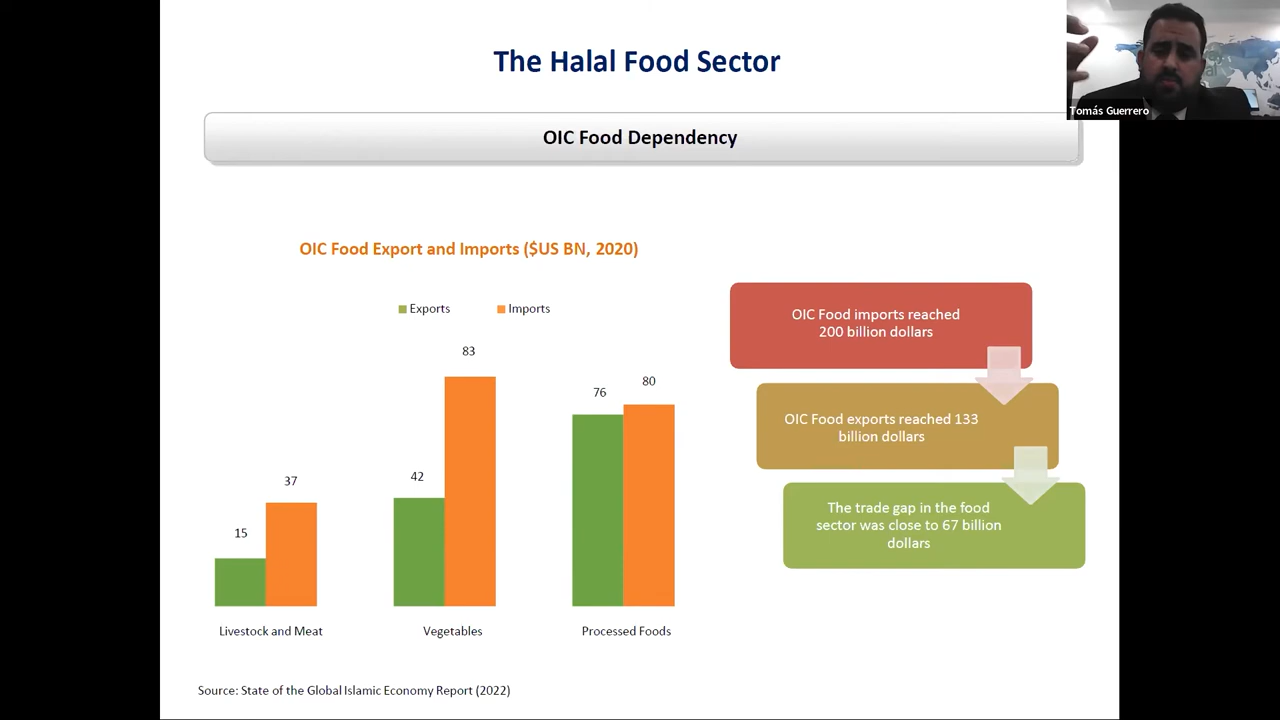 The Halal Food Sector
Tomás Guerrero
OIC Food Dependency
OIC Food Export and Imports ($US BN, 2020)
Exports
Imports
15
37
42
83
76
80
Livestock and Meat
Vegetables
Processed Foods
OIC Food imports reached
200 billion dollars
OIC Food exports reached 133
billion dollars
The trade gap in the food
sector was close to 67 billion
dollars
Source: State of the Global Islamic Economy Report (2022)